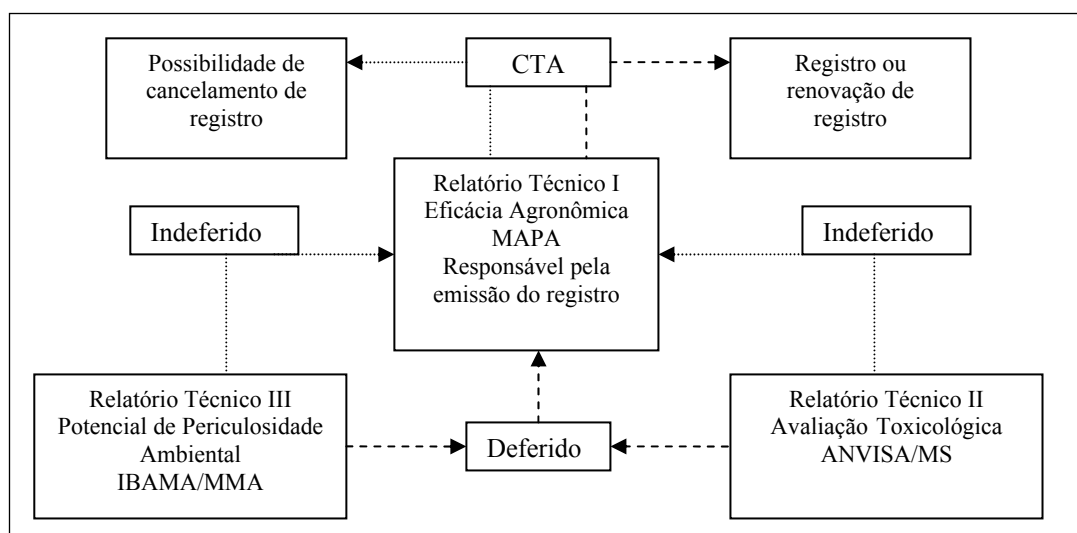 Possibilidade de
cancelamento de
registro
CTA
Registro ou
renovação de
registro
Relatório Técnico I
Eficácia Agronômica
MAPA
Responsável pela
emissão do registro
Indeferido
Indeferido
Relatório Técnico III
Potencial de Periculosidade
Ambiental
IBAMA/MMA
Deferido
Relatório Técnico II
Avaliação Toxicológica
ANVISA/MS